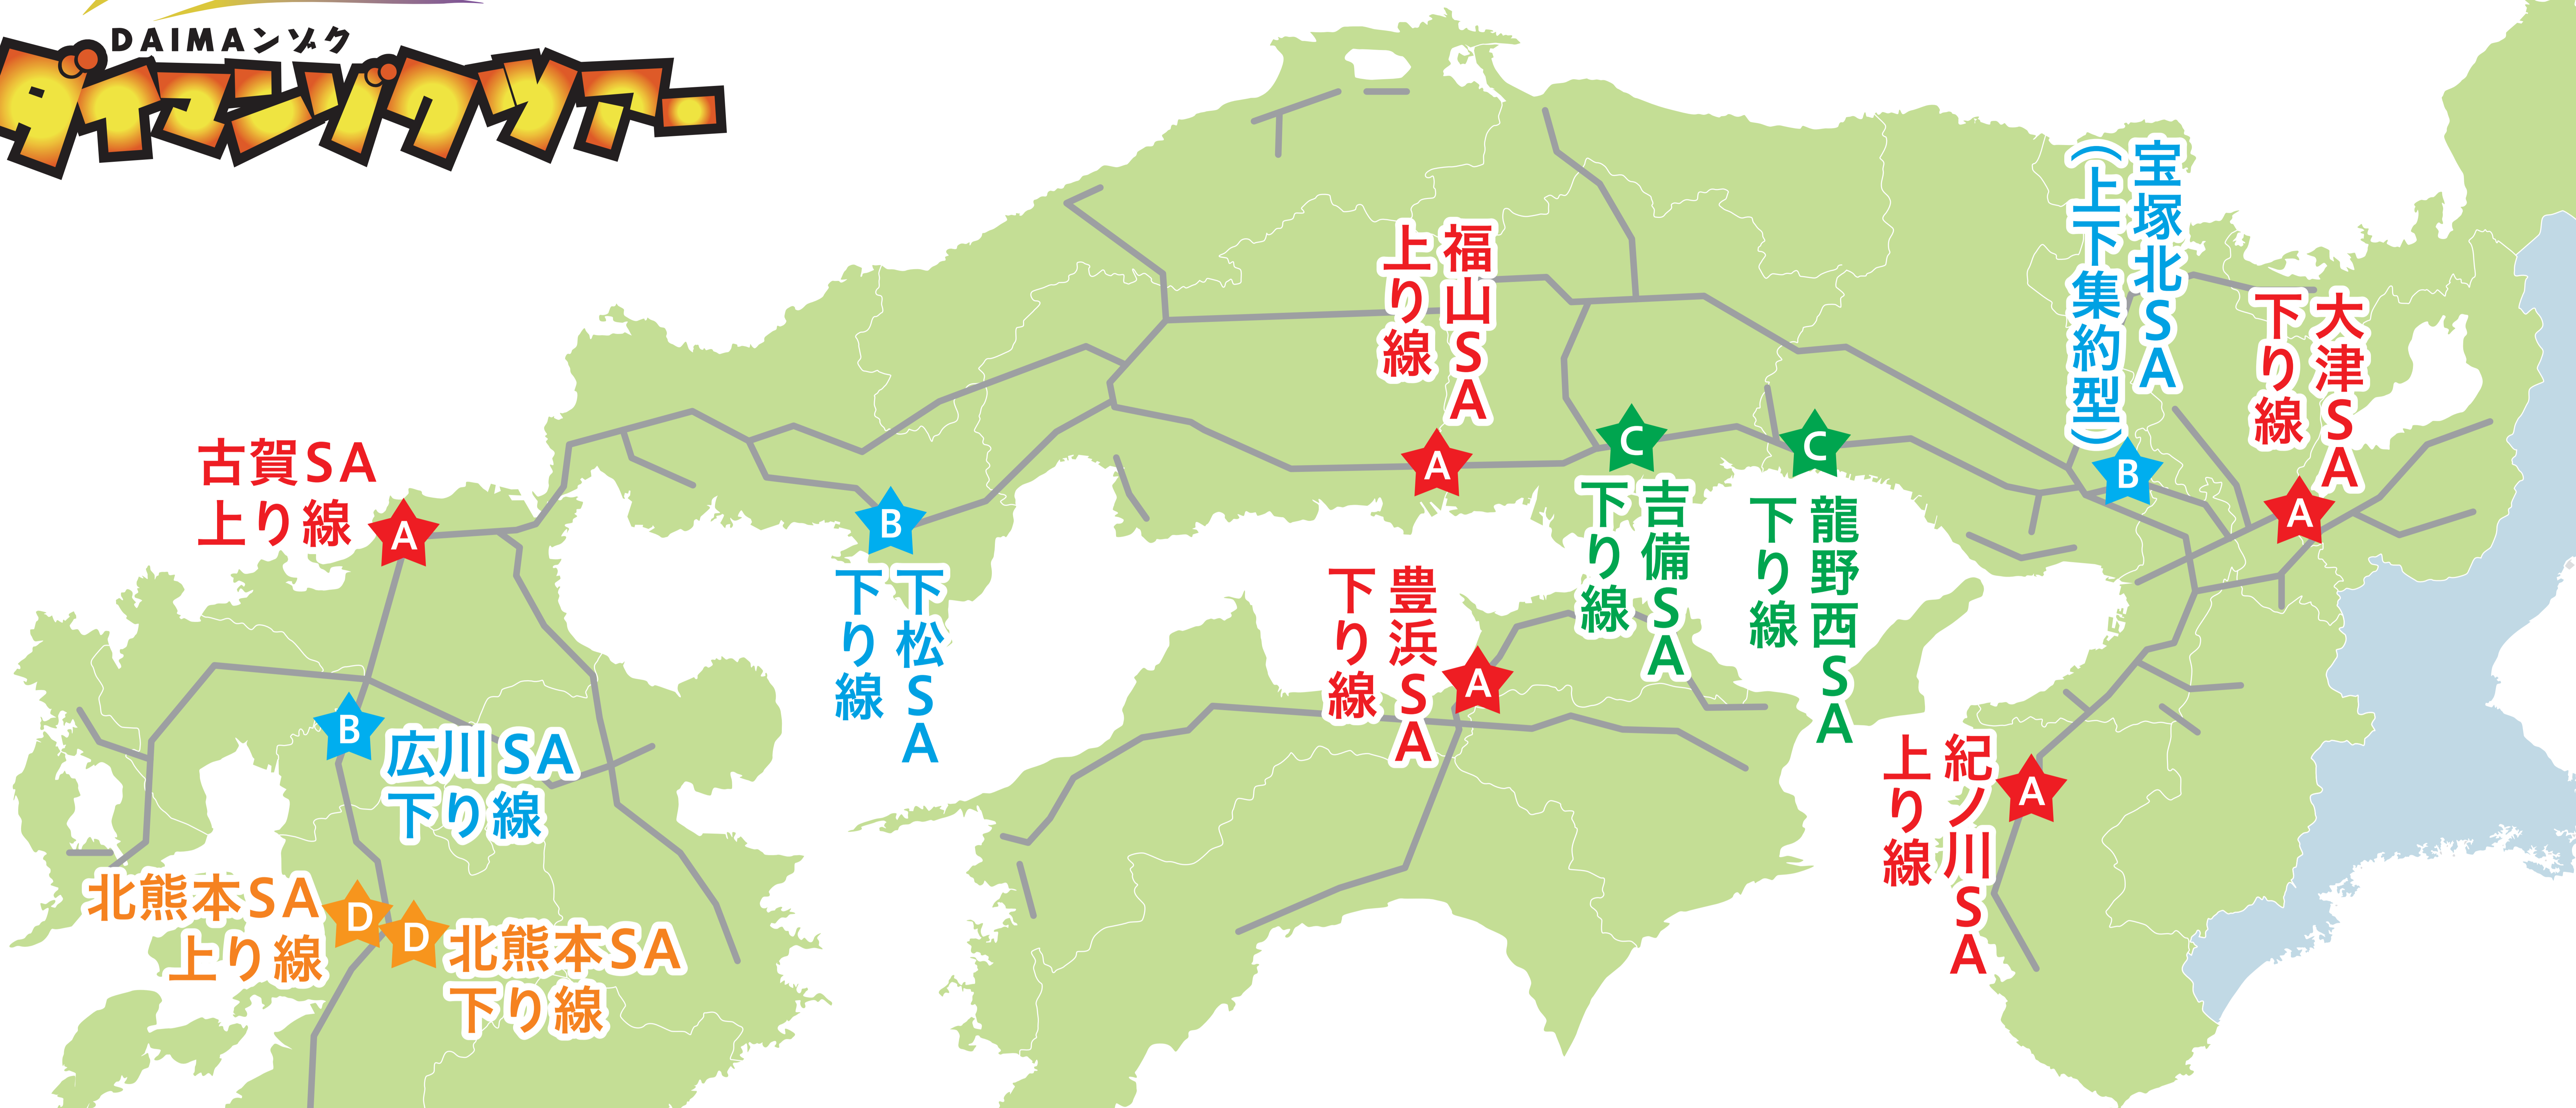 DAIMAンゾク
ダイマンゾクツアー
宝塚北SA
（上下集約型）
B
大津SA
下り線
A
福山SA
上り線
A
C
吉備SA
下り線
C
龍野西SA
下り線
古賀SA
上り線
A
B
下松SA
下り線
豊浜SA
下り線
A
紀ノ川SA
上り線
A
B
広川SA
下り線
北熊本SA
上り線
D
D
北熊本SA
下り線